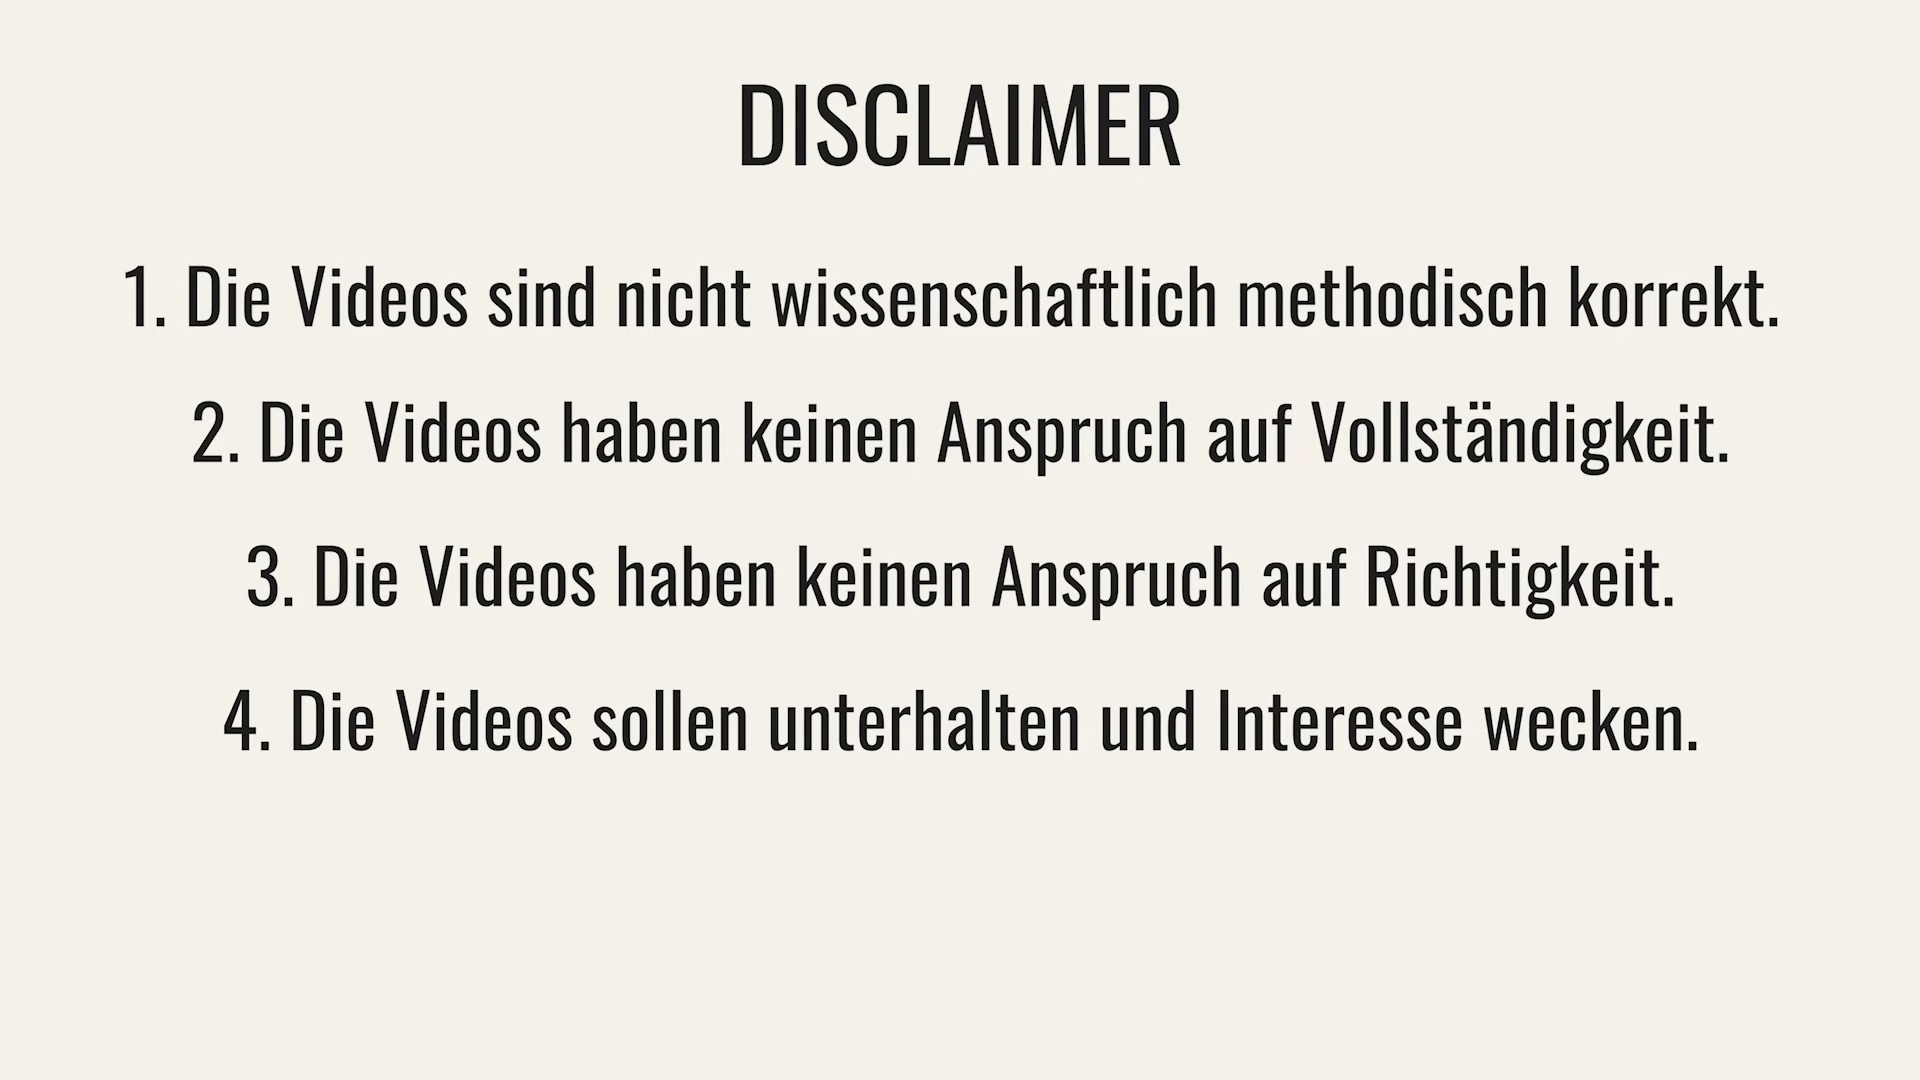 DISCLAIMER
1. Die Videos sind nicht wissenschaftlich methodisch korrekt.
2. Die Videos haben keinen Anspruch auf Vollständigkeit.
3. Die Videos haben keinen Anspruch auf Richtigkeit.
4. Die Videos sollen unterhalten und Interesse wecken.